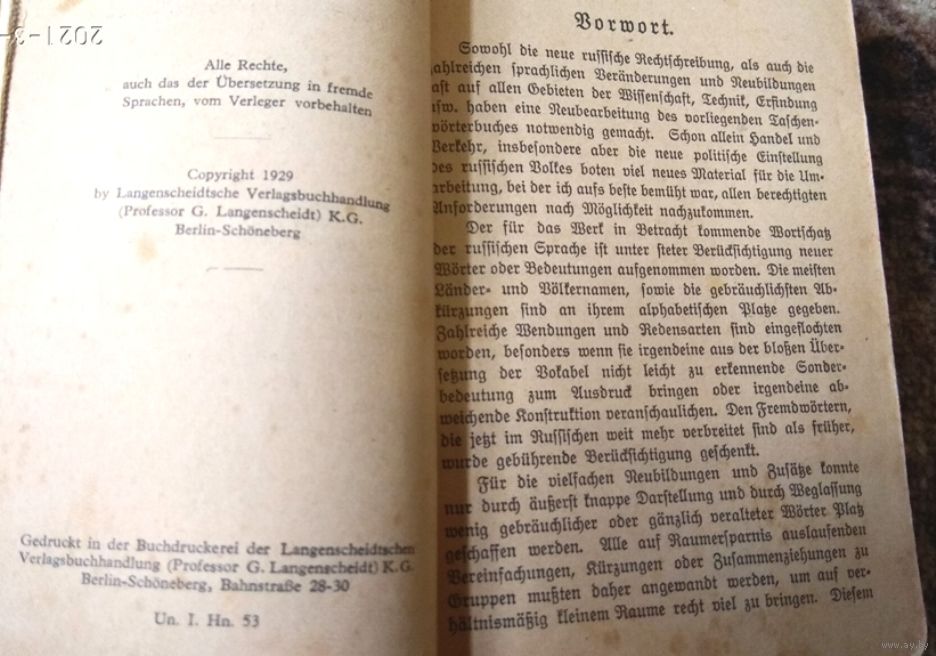 Alle Rechte,
auch das der Übersetzung in fremde
Sprachen, vom Verleger vorbehalten
Copyright 1929
by Langenscheidtsche Verlagsbuchhandlung
(Professor G. Langenscheidt) K.G.
Berlin-Schöneberg
Gedruckt in der Buchdruckerei der Langenscheidtschen
Verlagsbuchhandlung (Professor G. Langenscheidt) K.G.
Berlin-Schöneberg, Bahnstraße 28-30
Un. I. Hn. 53
Vorwort.
Sowohl die neue russische Rechtschreibung, als auch die
zahlreichen sprachlichen Veränderungen und Neubildungen
fast auf allen Gebieten der Wissenschaft, Technik, Erfindung
usw. haben eine Neubearbeitung des vorliegenden Taschen-
wörterbuches notwendig gemacht. Schon allein Handel und
Verkehr, insbesondere aber die neue politische Einstellung
des russischen Volkes boten viel neues Material für die Um-
arbeitung, bei der ich aufs beste bemüht war, allen berechtigten
Anforderungen nach Möglichkeit nachzukommen.
Der für das Werk in Betracht kommende Wortschatz
der russischen Sprache ist unter steter Berücksichtigung neuer
Wörter oder Bedeutungen aufgenommen worden. Die meisten
Länder- und Völkernamen, sowie die gebräuchlichsten Ab-
kürzungen sind an ihrem alphabetischen Platze gegeben.
Zahlreiche Wendungen und Redensarten sind eingeflochten
worden, besonders wenn sie irgendeine aus der bloßen Über-
setzung der Vokabel nicht leicht zu erkennende Sonder-
bedeutung zum Ausdruck bringen oder irgendeine ab-
weichende Konstruktion veranschaulichen. Den Fremdwörtern,
die jetzt im Russischen weit mehr verbreitet sind als früher,
wurde gebührende Berücksichtigung geschenkt.
Für die vielfachen Neubildungen und Zusätze konnte
nur durch äußerst knappe Darstellung und durch Weglassung
wenig gebräuchlicher oder gänzlich veralteter Wörter Platz
geschaffen werden. Alle auf Raumersparnis auslaufenden
Vereinfachungen, Kürzungen oder Zusammenziehungen zu
Gruppen mußten daher angewandt werden, um auf ver-
hältnismäßig kleinem Raume recht viel zu bringen. Diesem
www.ay.by